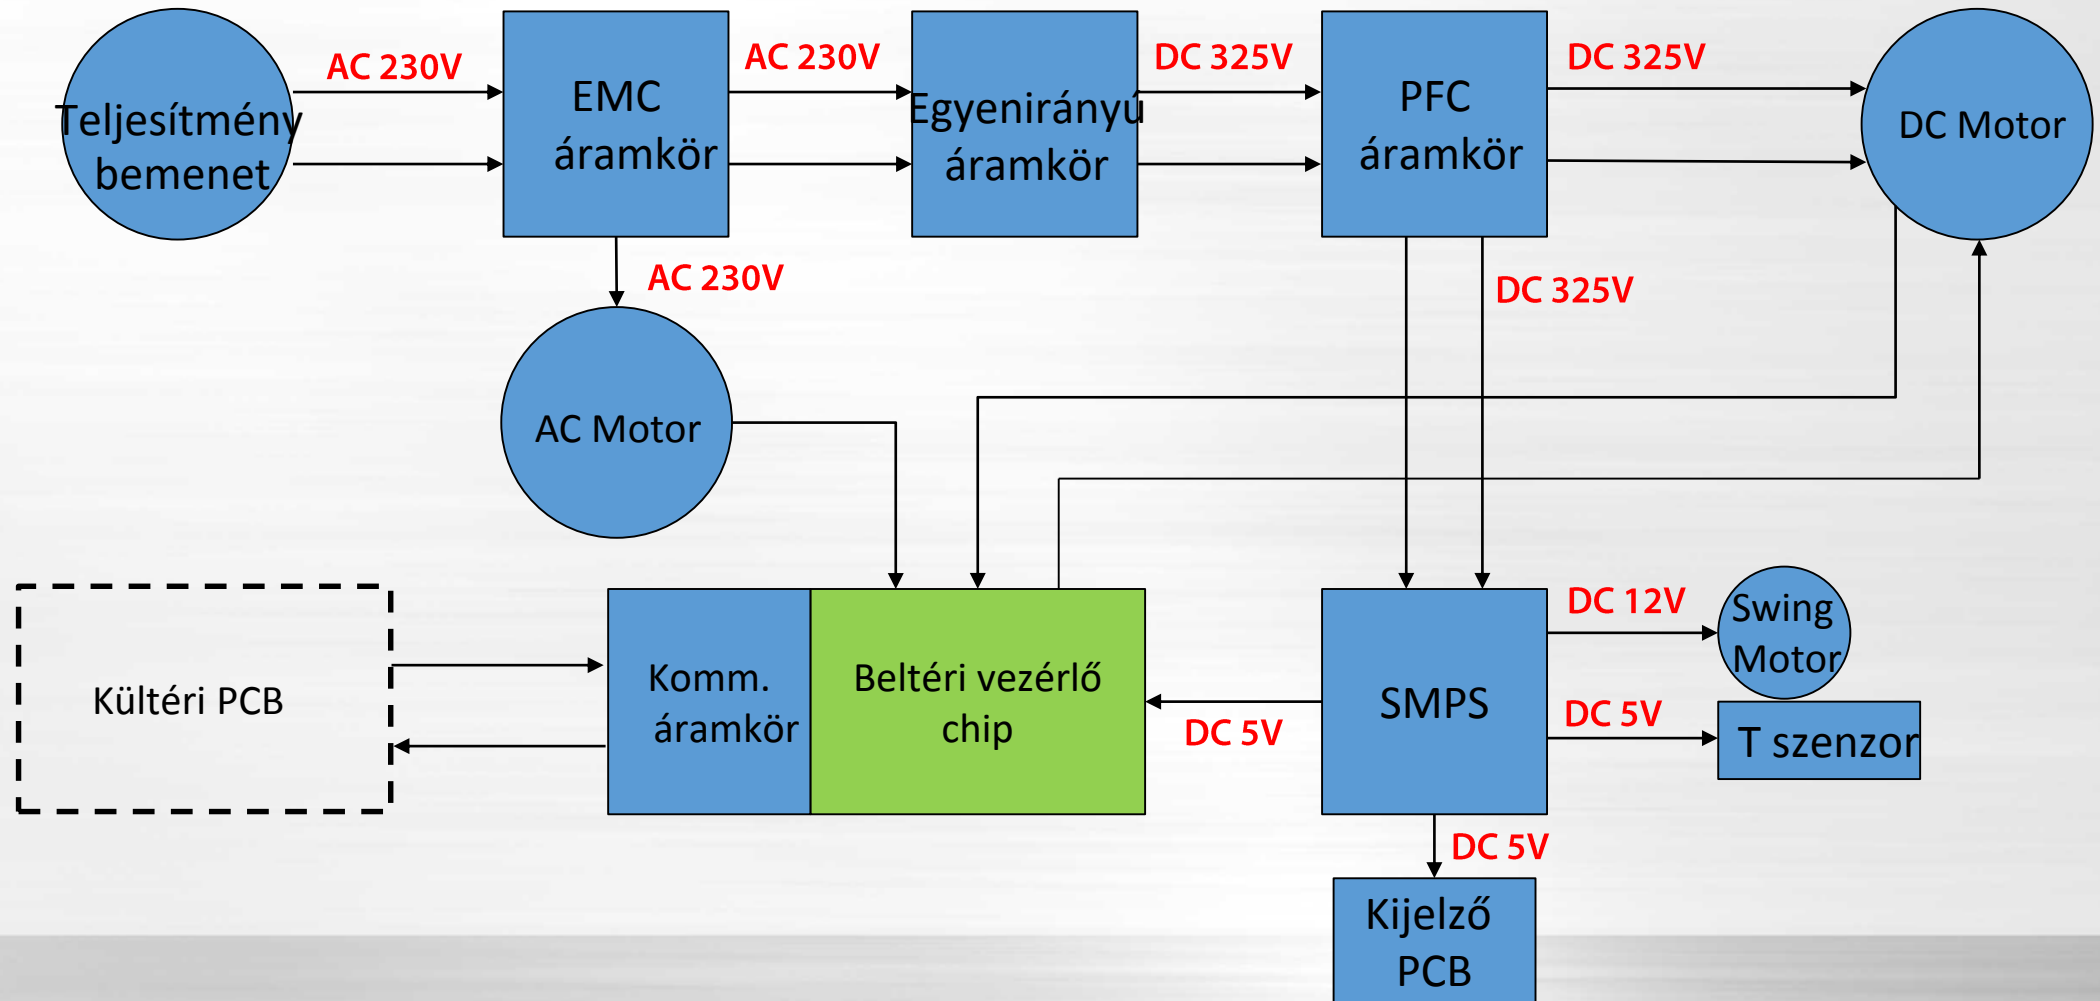 AC 230V
AC 230V
DC 325V
DC 325V
Teljesítmény
bemenet
EMC
áramkör
Egyenirányú
áramkör
PFC
áramkör
DC Motor
AC 230V
DC 325V
AC Motor
Kültéri PCB
Komm.
áramkör
Beltéri vezérlő
chip
DC 5V
SMPS
DC 12V
Swing
Motor
DC 5V
T szenzor
DC 5V
Kijelző
PCB